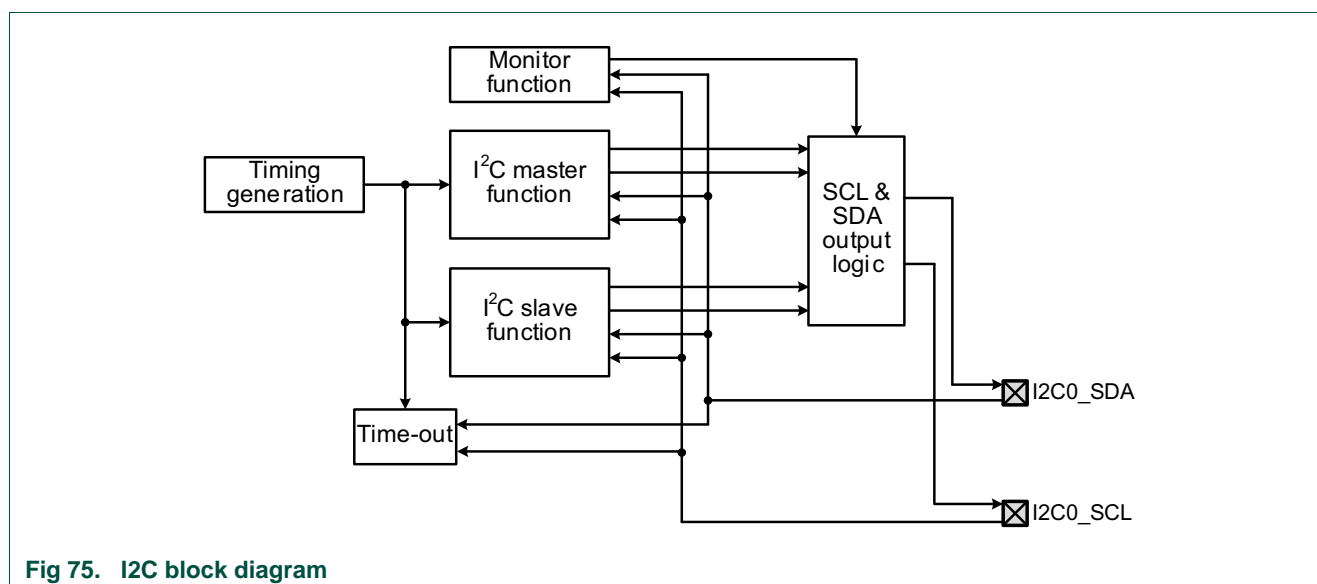 Monitor
function
Timing
generation
I²C master
function
SCL &
SDA
output
logic
I²C slave
function
Time-out
I2C0_SDA
I2C0_SCL
Fig 75. I2C block diagram